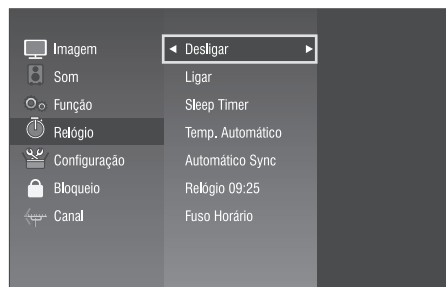 Imagem
Som
Função
Relógio
Configuração
Bloqueio
Canal
Desligar
Ligar
Sleep Timer
Temp. Automático
Automático Sync
Relógio 09:25
Fuso Horário